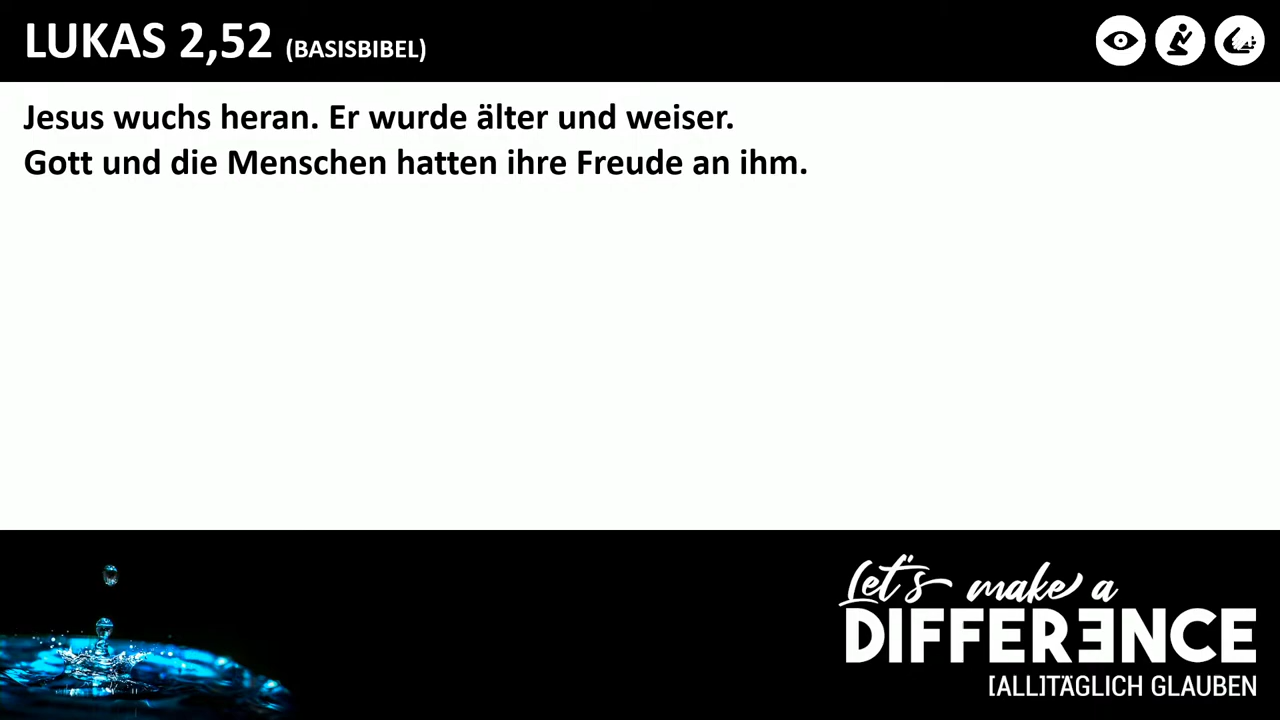 LUKAS 2,52 (BASISBIBEL)
Jesus wuchs heran. Er wurde älter und weiser.
Gott und die Menschen hatten ihre Freude an ihm.
Let's make a
DIFFERƎNCE
[ALL]TÄGLICH GLAUBEN